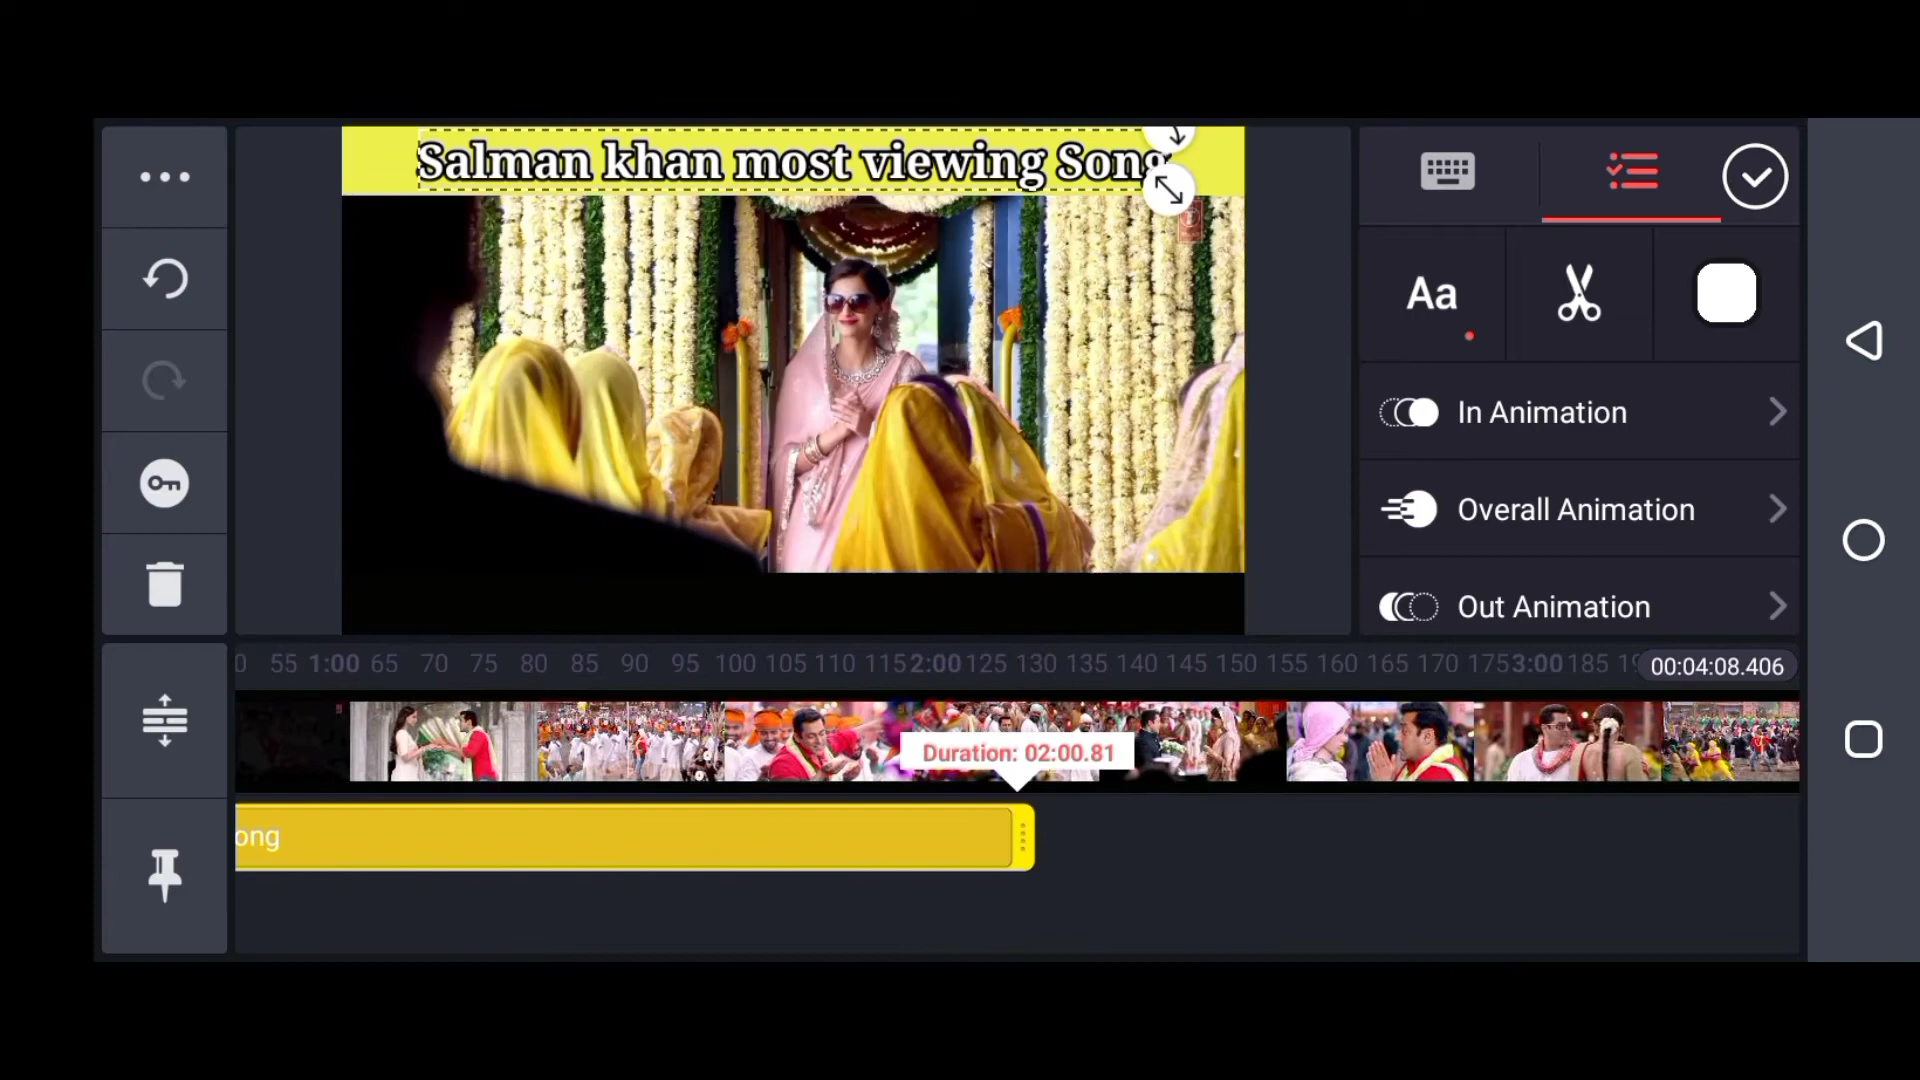 Salman khan most viewing Song
Aa
In Animation
Overall Animation
Out Animation
0 55 1:00 65 70 75 80 85 90 95 100 105 110 115 2:00 125 130 135 140 145 150 155 160 165 170 175 3:00 185 00:04:08.406
Duration: 02:00.81
ong